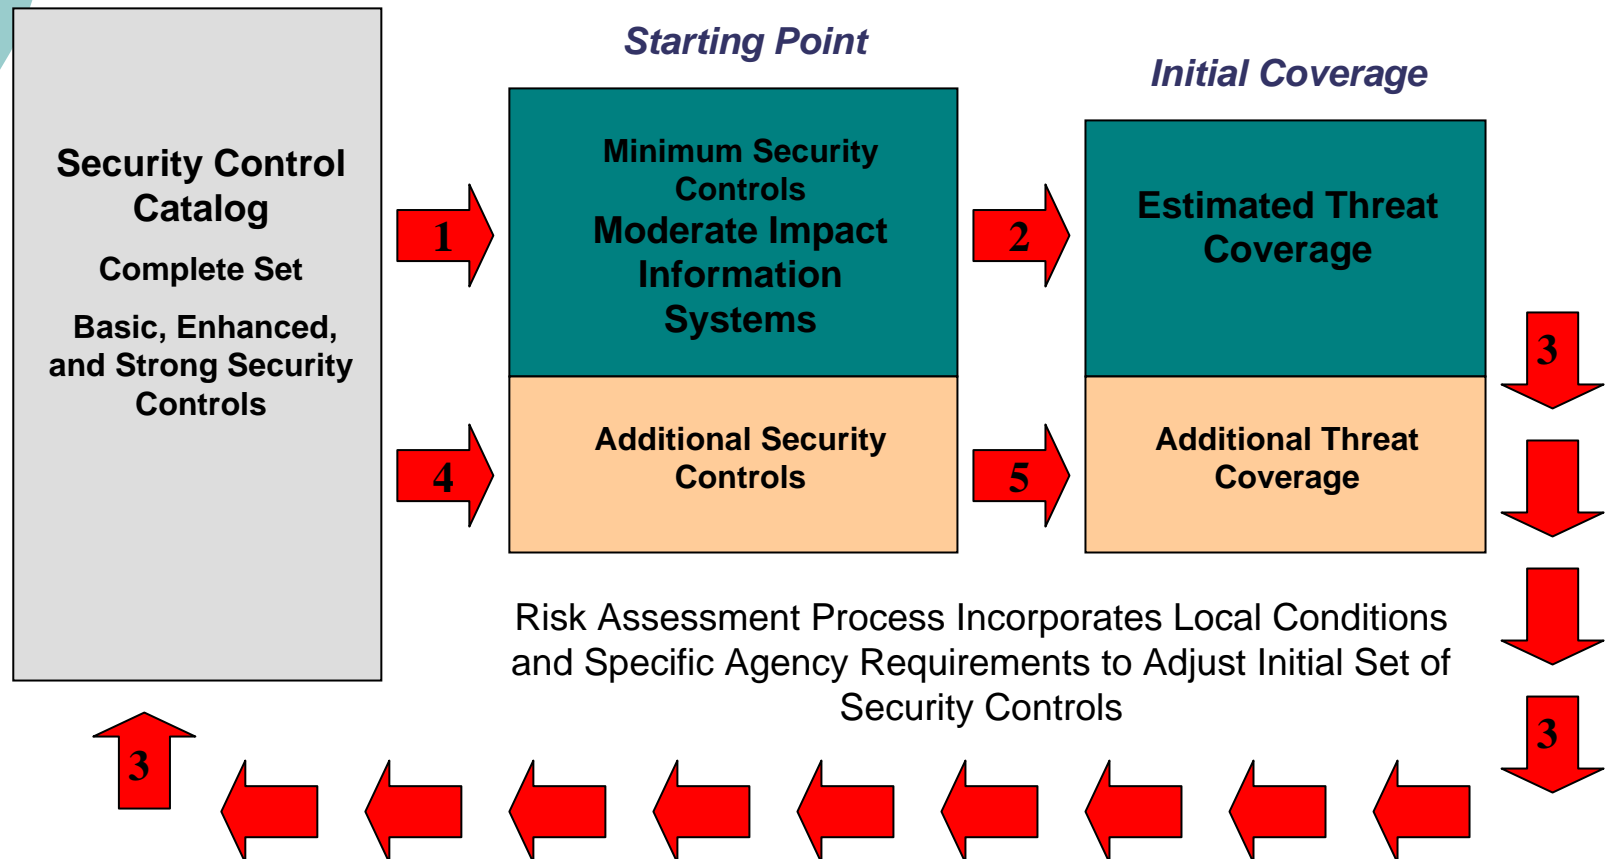 Starting Point
Initial Coverage
Security Control
Catalog
Complete Set
Basic, Enhanced,
and Strong Security
Controls
1
Minimum Security
Controls
Moderate Impact
Information
Systems
2
Estimated Threat
Coverage
3
4
Additional Security
Controls
5
Additional Threat
Coverage
Risk Assessment Process Incorporates Local Conditions
and Specific Agency Requirements to Adjust Initial Set of
Security Controls
3
3